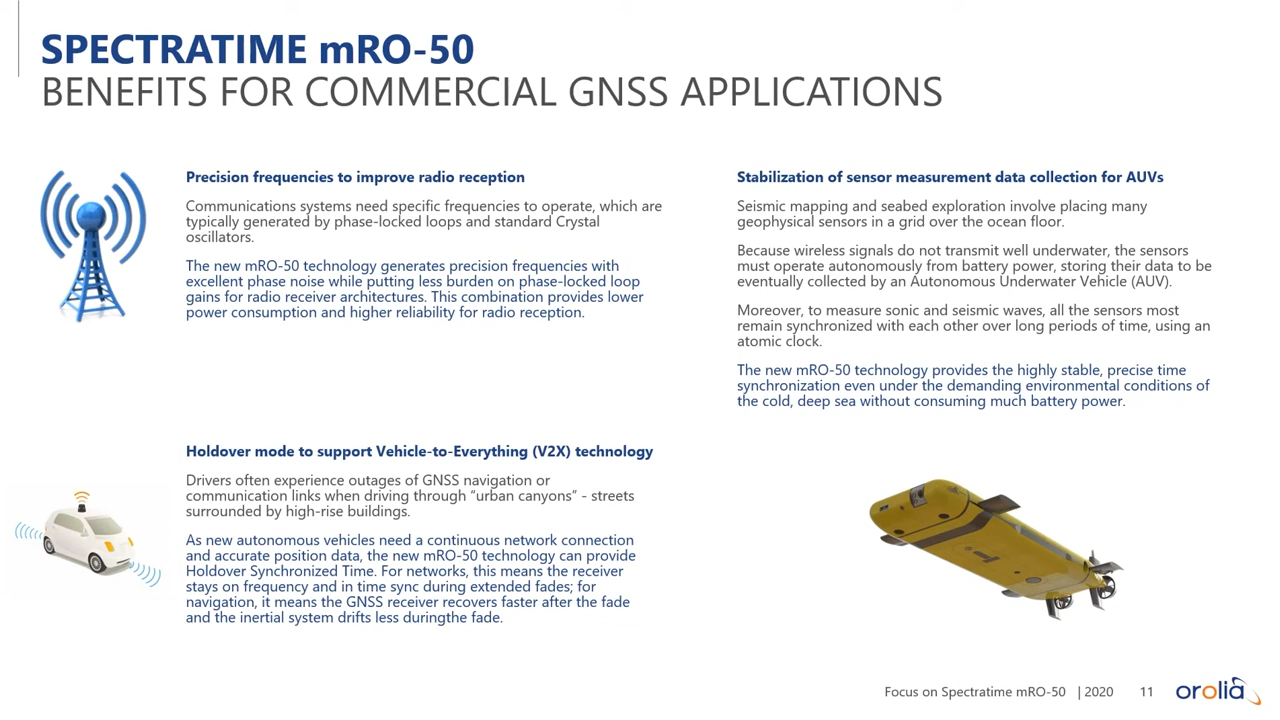 SPECTRATIME mRO-50
BENEFITS FOR COMMERCIAL GNSS APPLICATIONS
Precision frequencies to improve radio reception
Communications systems need specific frequencies to operate, which are
typically generated by phase-locked loops and standard Crystal
oscillators.
The new mRO-50 technology generates precision frequencies with
excellent phase noise while putting less burden on phase-locked loop
gains for radio receiver architectures. This combination provides lower
power consumption and higher reliability for radio reception.
Holdover mode to support Vehicle-to-Everything (V2X) technology
Drivers often experience outages of GNSS navigation or
communication links when driving through “urban canyons” - streets
surrounded by high-rise buildings.
As new autonomous vehicles need a continuous network connection
and accurate position data, the new mRO-50 technology can provide
Holdover Synchronized Time. For networks, this means the receiver
stays on frequency and in time sync during extended fades; for
navigation, it means the GNSS receiver recovers faster after the fade
and the inertial system drifts less duringthe fade.
Stabilization of sensor measurement data collection for AUVs
Seismic mapping and seabed exploration involve placing many
geophysical sensors in a grid over the ocean floor.
Because wireless signals do not transmit well underwater, the sensors
must operate autonomously from battery power, storing their data to be
eventually collected by an Autonomous Underwater Vehicle (AUV).
Moreover, to measure sonic and seismic waves, all the sensors most
remain synchronized with each other over long periods of time, using an
atomic clock.
The new mRO-50 technology provides the highly stable, precise time
synchronization even under the demanding environmental conditions of
the cold, deep sea without consuming much battery power.
Focus on Spectratime mRO-50 | 2020 11
orolia